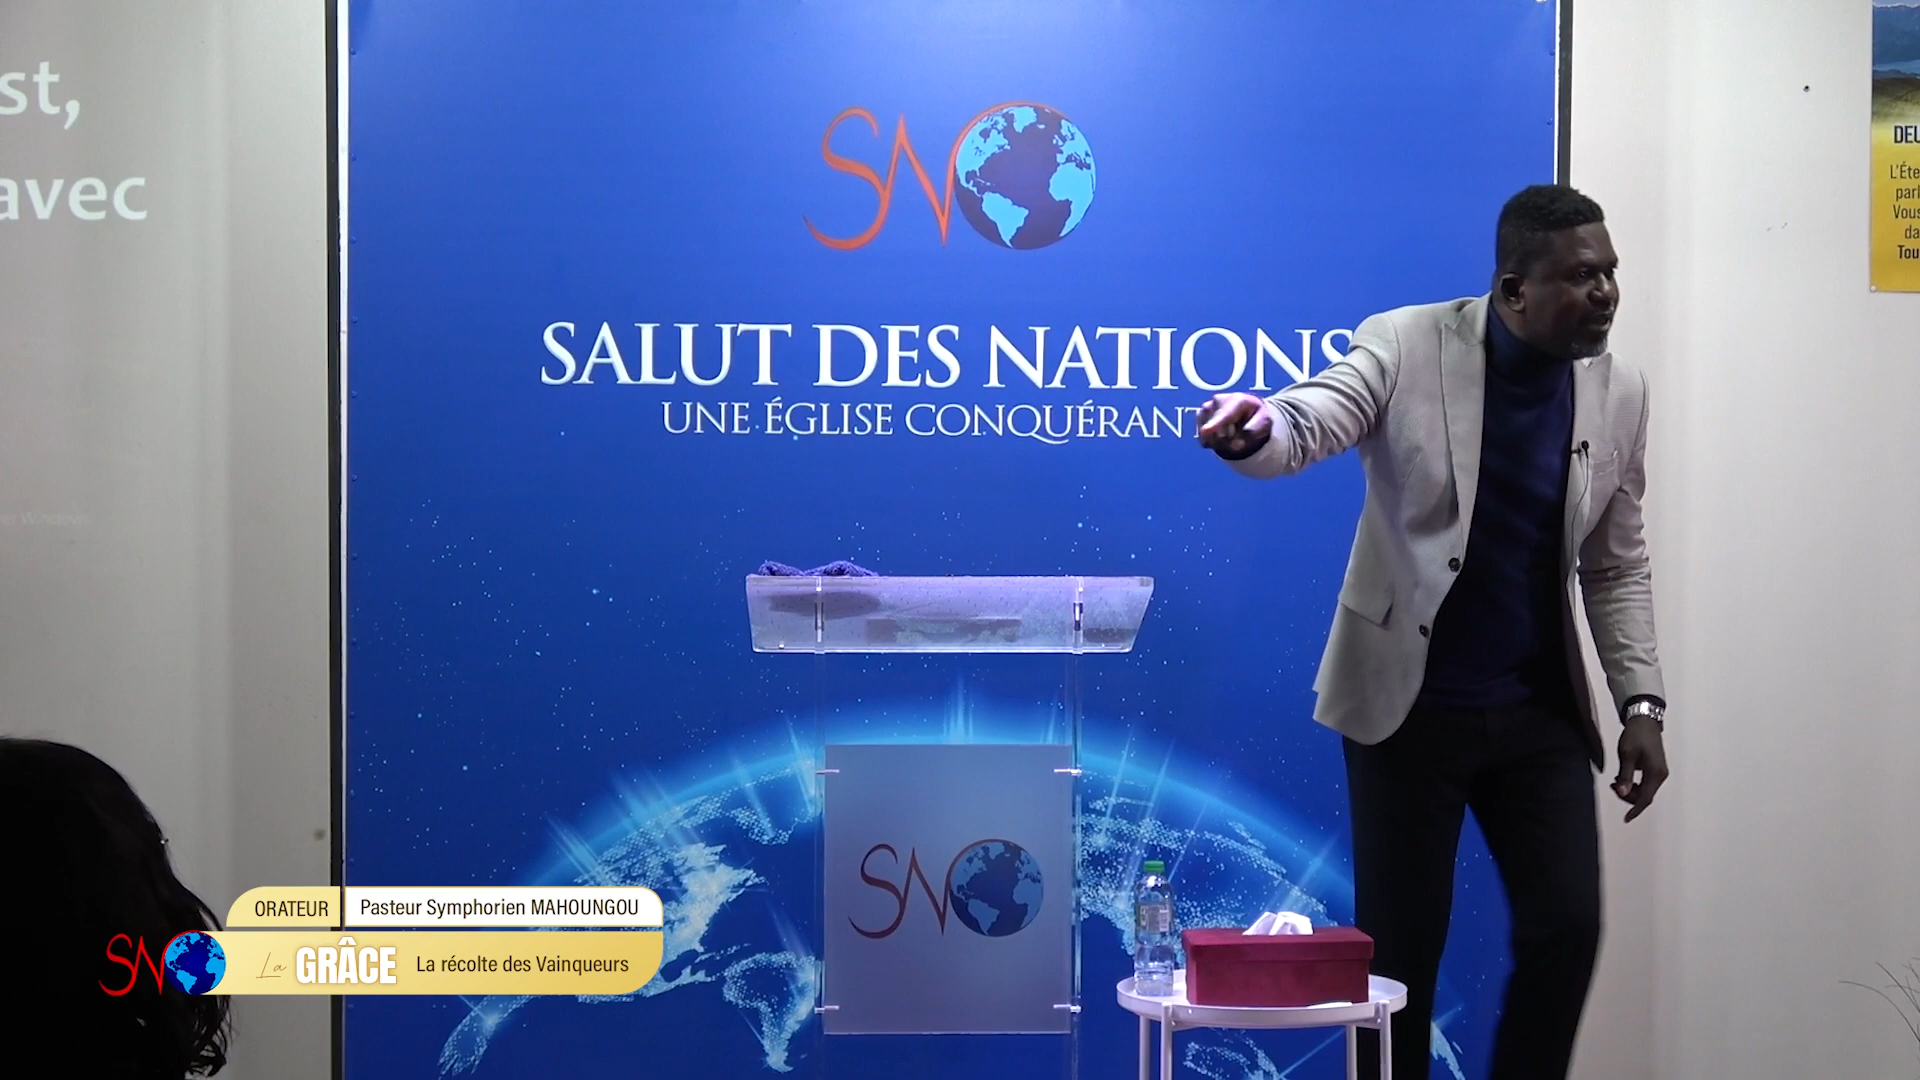 st,
avec
SN
SALUT DES NATIONS
UNE ÉGLISE CONQUÉRANT
DEU
L'Éte
parl
Vous
da
Tou
SN
ORATEUR
Pasteur Symphorien MAHOUNGOU
SN
La GRÂCE
La récolte des Vainqueurs